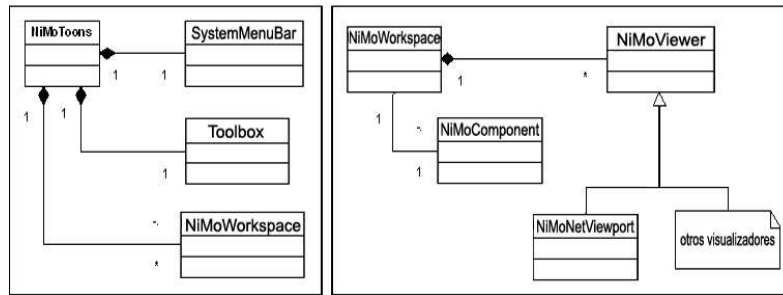 NiMoToons
SystemMenuBar
1
1
1
1
Toolbox
1
NiMoWorkspace
*
NiMoWorkspace
NiMoViewer
1
*
1
NiMoComponent
1
NiMoNetViewport
otros visualizadores